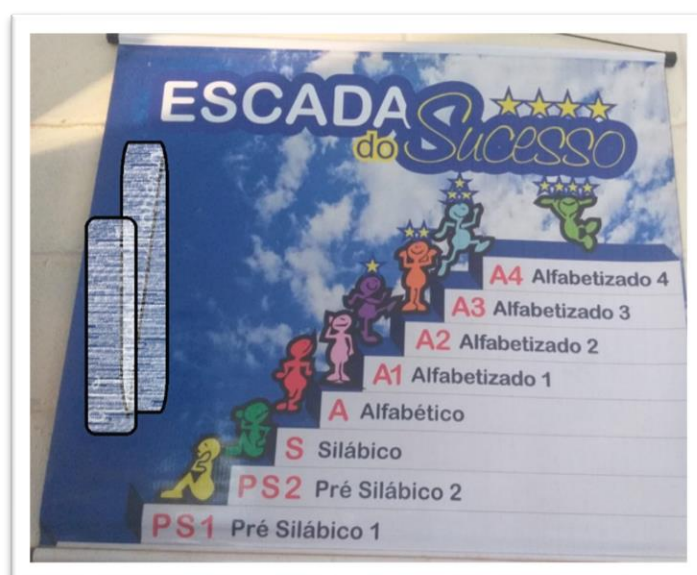 ESCADA
do Sucesso
A4 Alfabetizado 4
A3 Alfabetizado 3
A2 Alfabetizado 2
A1 Alfabetizado 1
A Alfabético
S Silábico
PS2 Pré Silábico 2
PS1 Pré Silábico 1